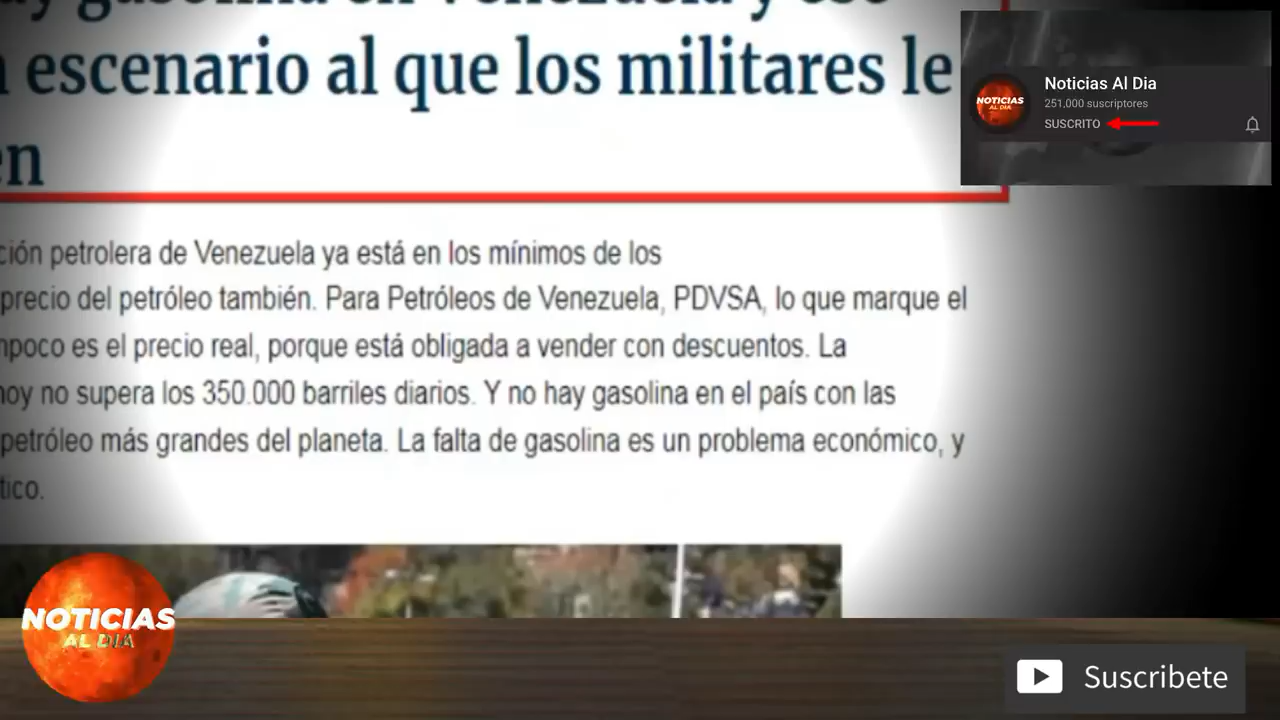 gasolina en Venezuela y eso
escenario al que los militares le
en
ción petrolera de Venezuela ya está en los mínimos de los
precio del petróleo también. Para Petróleos de Venezuela, PDVSA, lo que marque el
mpoco es el precio real, porque está obligada a vender con descuentos. La
hoy no supera los 350.000 barriles diarios. Y no hay gasolina en el país con las
petróleo más grandes del planeta. La falta de gasolina es un problema económico, y
tico.
Noticias Al Dia
251,000 suscriptores
SUSCRITO
NOTICIAS
AL DIA
NOTICIAS
AL DIA
Suscribete